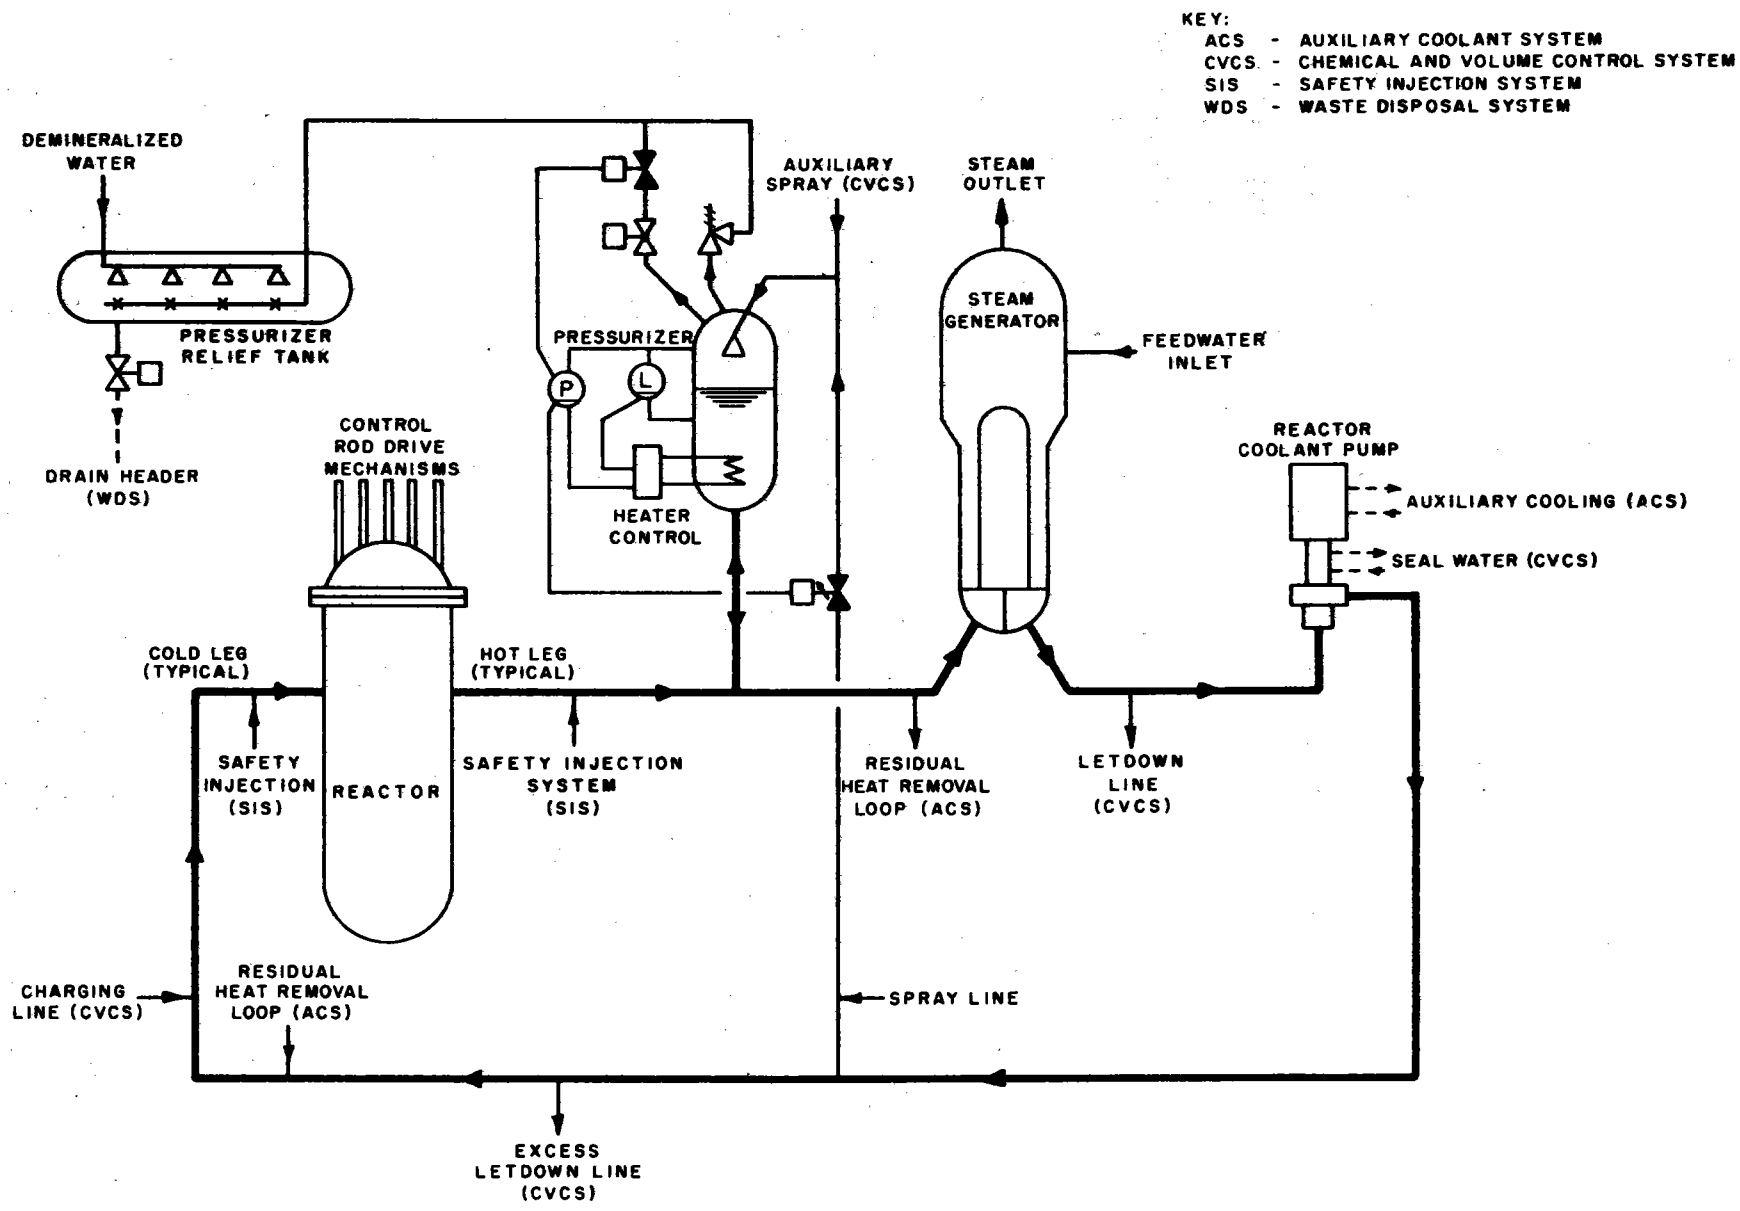 KEY:
ACS - AUXILIARY COOLANT SYSTEM
CVCS - CHEMICAL AND VOLUME CONTROL SYSTEM
SIS - SAFETY INJECTION SYSTEM
WDS - WASTE DISPOSAL SYSTEM
DEMINERALIZED
WATER
AUXILIARY
SPRAY (CVCS)
STEAM
OUTLET
STEAM
GENERATOR
PRESSURIZER
RELIEF TANK
PRESSURIZER
FEEDWATER
INLET
P
L
CONTROL
ROD DRIVE
MECHANISMS
REACTOR
COOLANT PUMP
DRAIN HEADER
(WDS)
AUXILIARY COOLING (ACS)
HEATER
CONTROL
SEAL WATER (CVCS)
COLD LEG
(TYPICAL)
HOT LEG
(TYPICAL)
SAFETY
INJECTION
(SIS)
REACTOR
SAFETY INJECTION
SYSTEM
(SIS)
RESIDUAL
HEAT REMOVAL
LOOP (ACS)
LETDOWN
LINE
(CVCS)
CHARGING
LINE (CVCS)
RESIDUAL
HEAT REMOVAL
LOOP (ACS)
SPRAY LINE
EXCESS
LETDOWN LINE
(CVCS)